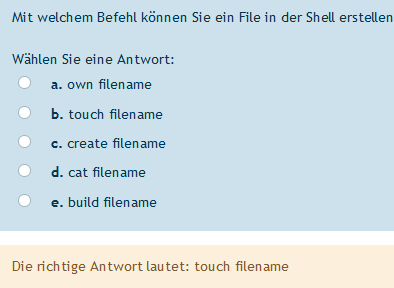 Mit welchem Befehl können Sie ein File in der Shell erstellen
Wählen Sie eine Antwort:
a. own filename
b. touch filename
c. create filename
d. cat filename
e. build filename
Die richtige Antwort lautet: touch filename